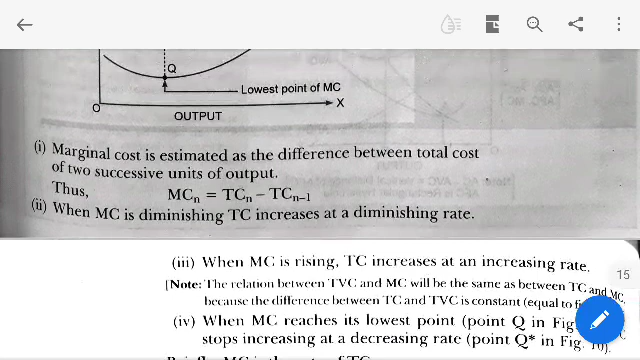 Q
Lowest point of MC
O
X
OUTPUT
(i) Marginal cost is estimated as the difference between total cost
of two successive units of output.
Thus, MCn = TCn – TCn–1
(ii) When MC is diminishing TC increases at a diminishing rate.
(iii) When MC is rising, TC increases at an increasing rate.
15
[Note: The relation between TVC and MC will be the same as between TC and MC,
because the difference between TC and TVC is constant (equal to
(iv) When MC reaches its lowest point (point Q in Fig.
stops increasing at a decreasing rate (point Q* in Fig.